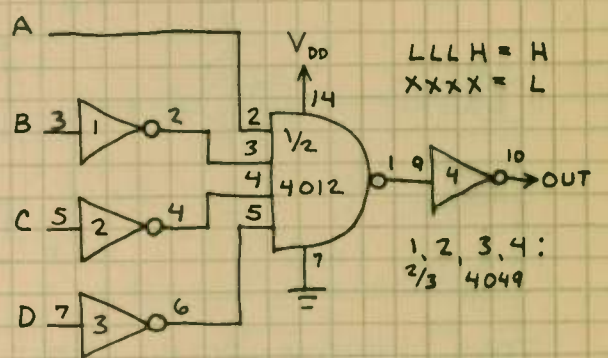 A
V DD
LLLH = H
XXXX = L
14
B 3 1 2
2 1/2
3
4 4012
5
1 9 4 10 OUT
C 5 2 4
7
1, 2, 3, 4:
2/3 4049
D 7 3 6